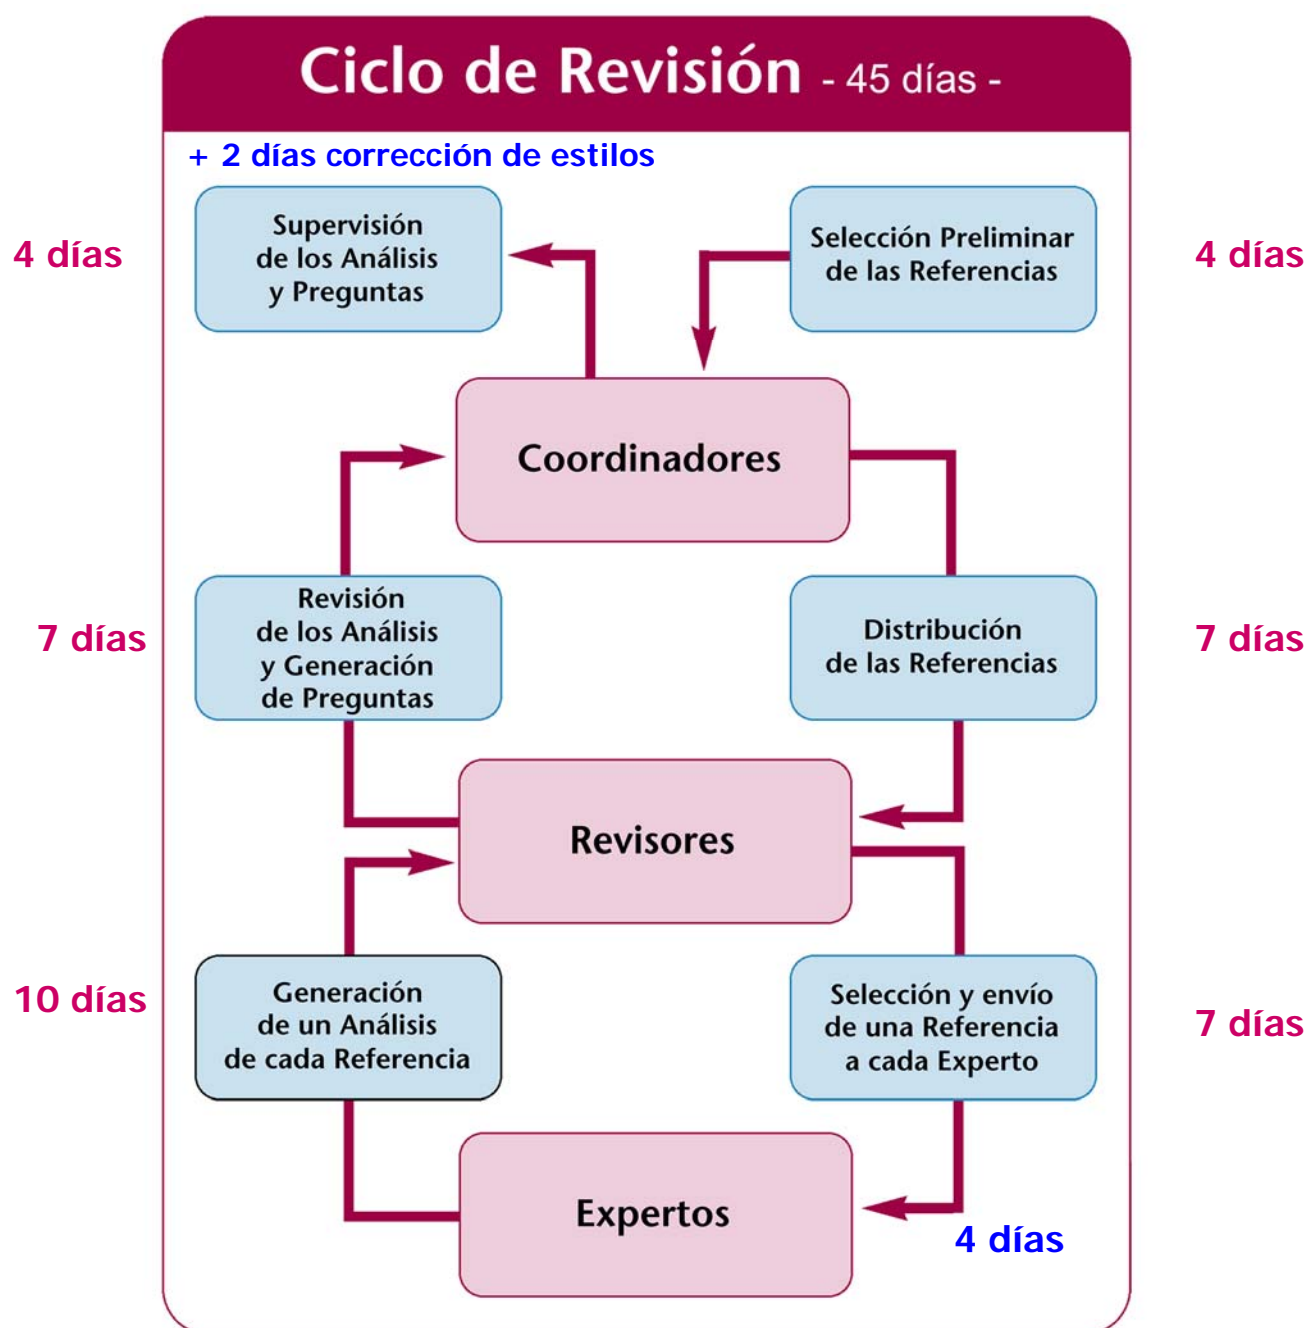 Ciclo de Revisión - 45 días -
+ 2 días corrección de estilos
4 días
Supervisión
de los Análisis
y Preguntas
Selección Preliminar
de las Referencias
4 días
Coordinadores
7 días
Revisión
de los Análisis
y Generación
de Preguntas
Distribución
de las Referencias
7 días
Revisores
10 días
Generación
de un Análisis
de cada Referencia
Selección y envío
de una Referencia
a cada Experto
7 días
Expertos
4 días